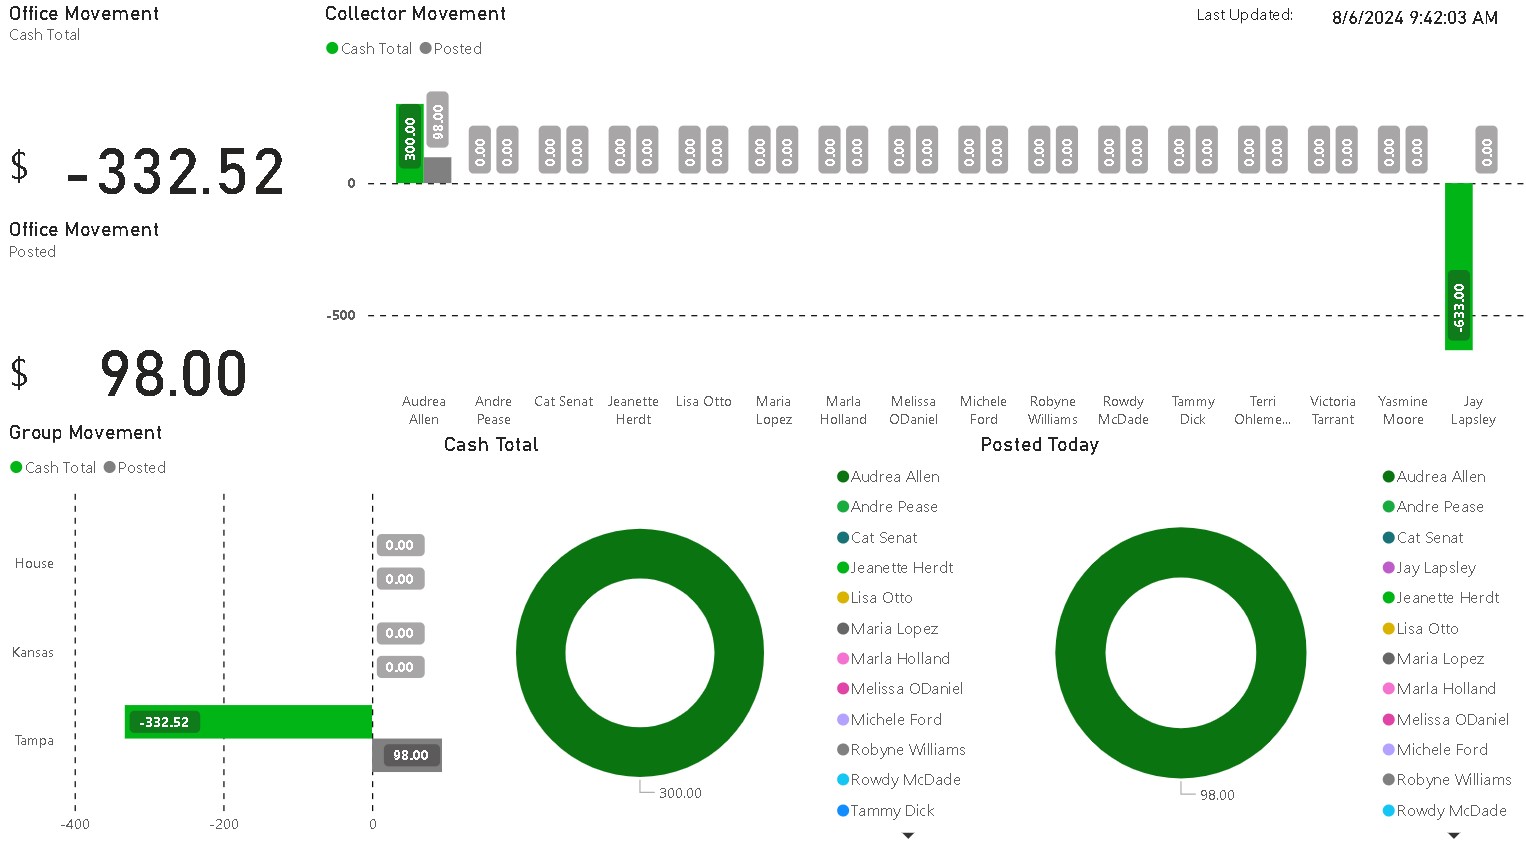 Office Movement
Cash Total
$ -332.52
Office Movement
Posted
$ 98.00
Collector Movement
Cash Total Posted
Last Updated: 8/6/2024 9:42:03 AM
300.00 98.00 0.00 0.00 0.00 0.00 0.00 0.00 0.00 0.00 0.00 0.00 0.00 0.00 0.00 0.00 0.00 0.00 0.00 0.00 0.00 0.00 0.00 0.00 0.00 0.00 0.00 0.00 0.00 0.00 -633.00 0.00
0
-500
Audrea Allen
Andre Pease
Cat Senat
Jeanette Herdt
Lisa Otto
Maria Lopez
Marla Holland
Melissa ODaniel
Michele Ford
Robyne Williams
Rowdy McDade
Tammy Dick
Terri Ohleme...
Victoria Tarrant
Yasmine Moore
Jay Lapsley
Group Movement
Cash Total Posted
House
0.00
0.00
Kansas
0.00
0.00
Tampa
-332.52
98.00
-400 -200 0
Cash Total
300.00
Audrea Allen
Andre Pease
Cat Senat
Jeanette Herdt
Lisa Otto
Maria Lopez
Marla Holland
Melissa ODaniel
Michele Ford
Robyne Williams
Rowdy McDade
Tammy Dick
Posted Today
98.00
Audrea Allen
Andre Pease
Cat Senat
Jay Lapsley
Jeanette Herdt
Lisa Otto
Maria Lopez
Marla Holland
Melissa ODaniel
Michele Ford
Robyne Williams
Rowdy McDade